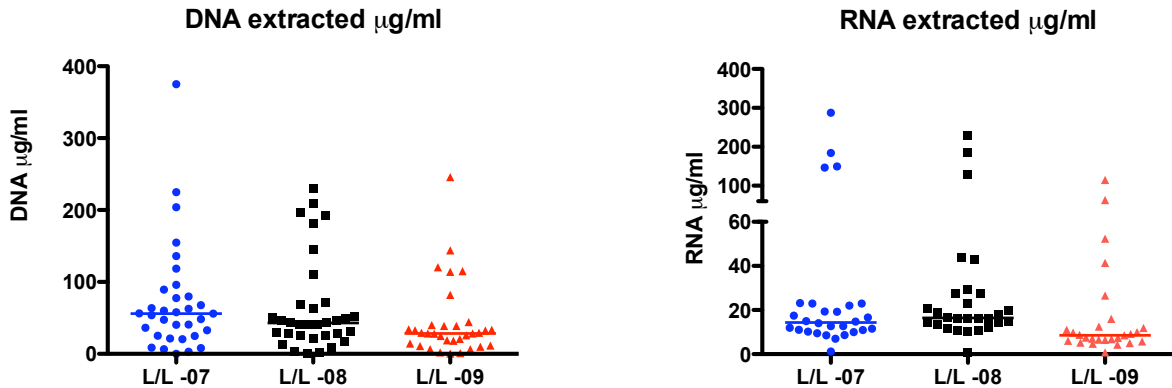 DNA extracted μg/ml
DNA μg/ml
400
300
200
100
0
L/L -07 L/L -08 L/L -09
RNA extracted μg/ml
RNA μg/ml
400
300
200
100
60
40
20
0
L/L -07 L/L -08 L/L -09